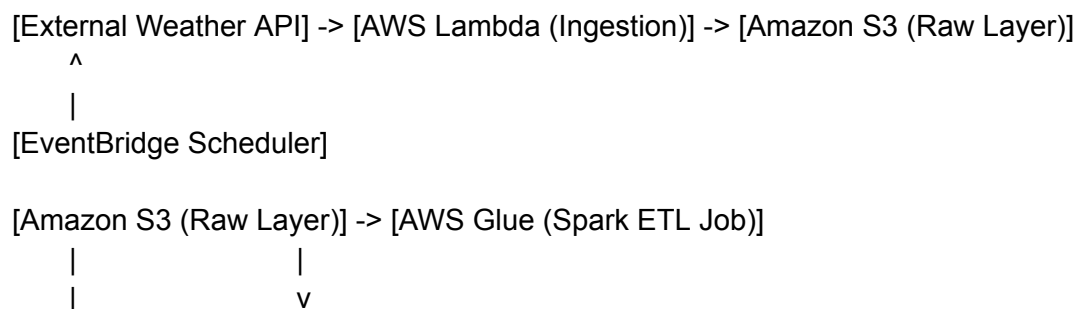 [External Weather API] -> [AWS Lambda (Ingestion)] -> [Amazon S3 (Raw Layer)]
^
|
[EventBridge Scheduler]
[Amazon S3 (Raw Layer)] -> [AWS Glue (Spark ETL Job)]
| |
| v